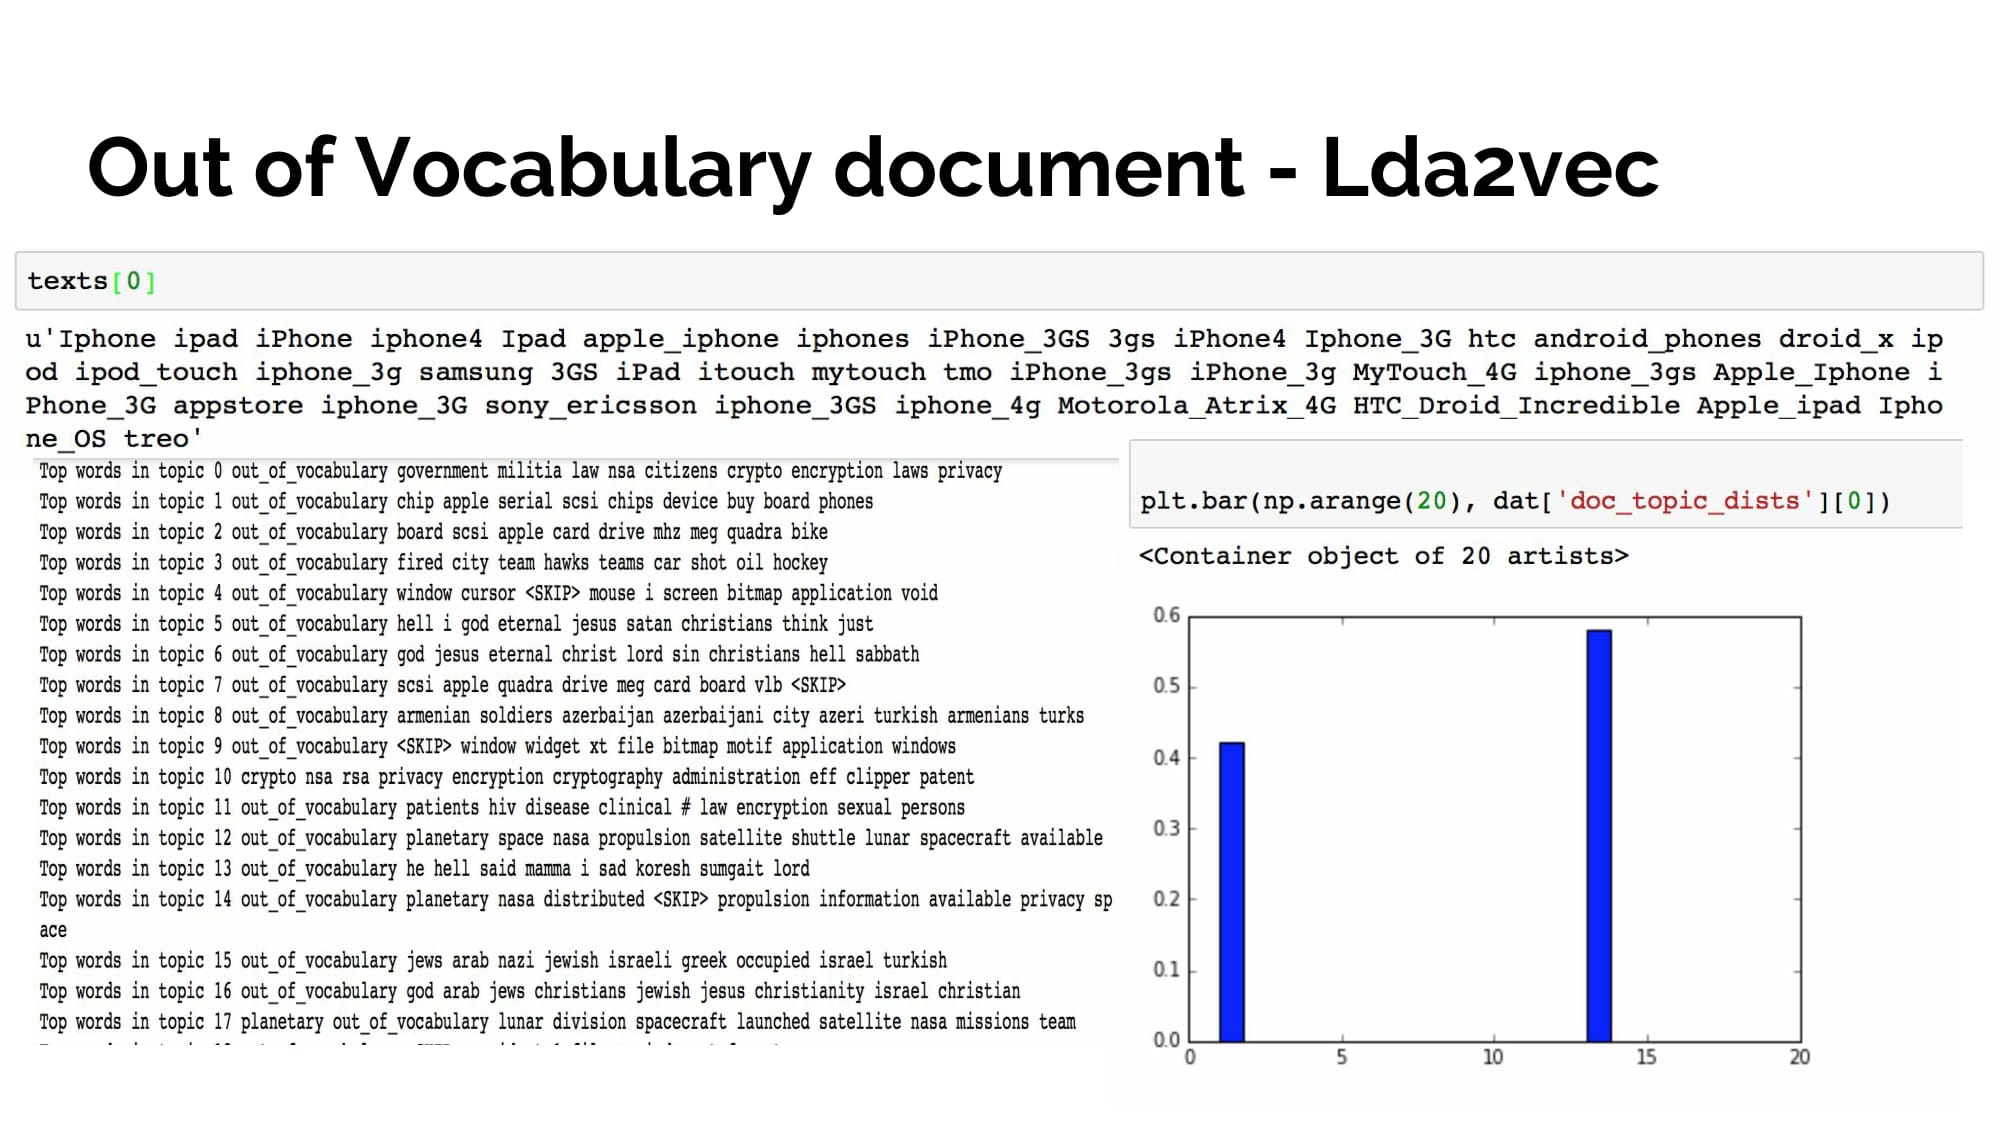 Out of Vocabulary document - Lda2vec
texts[0]
u'Iphone ipad iPhone iphone4 Ipad apple_iphone iphones iPhone_3GS 3gs iPhone4 Iphone_3G htc android_phones droid_x ip
od ipod_touch iphone_3g samsung 3GS iPad itouch mytouch tmo iPhone_3gs iPhone_3g MyTouch_4G iphone_3gs Apple_Iphone i
Phone_3G appstore iphone_3G sony_ericsson iphone_3GS iphone_4g Motorola_Atrix_4G HTC_Droid_Incredible Apple_ipad Ipho
ne_OS treo'
Top words in topic 0 out_of_vocabulary government militia law nsa citizens crypto encryption laws privacy
Top words in topic 1 out_of_vocabulary chip apple serial scsi chips device buy board phones
Top words in topic 2 out_of_vocabulary board scsi apple card drive mhz meg quadra bike
Top words in topic 3 out_of_vocabulary fired city team hawks teams car shot oil hockey
Top words in topic 4 out_of_vocabulary window cursor <SKIP> mouse i screen bitmap application void
Top words in topic 5 out_of_vocabulary hell i god eternal jesus satan christians think just
Top words in topic 6 out_of_vocabulary god jesus eternal christ lord sin christians hell sabbath
Top words in topic 7 out_of_vocabulary scsi apple quadra drive meg card board vlb <SKIP>
Top words in topic 8 out_of_vocabulary armenian soldiers azerbaijan azerbaijani city azeri turkish armenians turks
Top words in topic 9 out_of_vocabulary <SKIP> window widget xt file bitmap motif application windows
Top words in topic 10 crypto nsa rsa privacy encryption cryptography administration eff clipper patent
Top words in topic 11 out_of_vocabulary patients hiv disease clinical # law encryption sexual persons
Top words in topic 12 out_of_vocabulary planetary space nasa propulsion satellite shuttle lunar spacecraft available
Top words in topic 13 out_of_vocabulary he hell said mamma i sad koresh sumgait lord
Top words in topic 14 out_of_vocabulary planetary nasa distributed <SKIP> propulsion information available privacy sp
ace
Top words in topic 15 out_of_vocabulary jews arab nazi jewish israeli greek occupied israel turkish
Top words in topic 16 out_of_vocabulary god arab jews christians jewish jesus christianity israel christian
Top words in topic 17 planetary out_of_vocabulary lunar division spacecraft launched satellite nasa missions team
plt.bar(np.arange(20), dat['doc_topic_dists'][0])
<Container object of 20 artists>
0.6
0.5
0.4
0.3
0.2
0.1
0.0
0 5 10 15 20